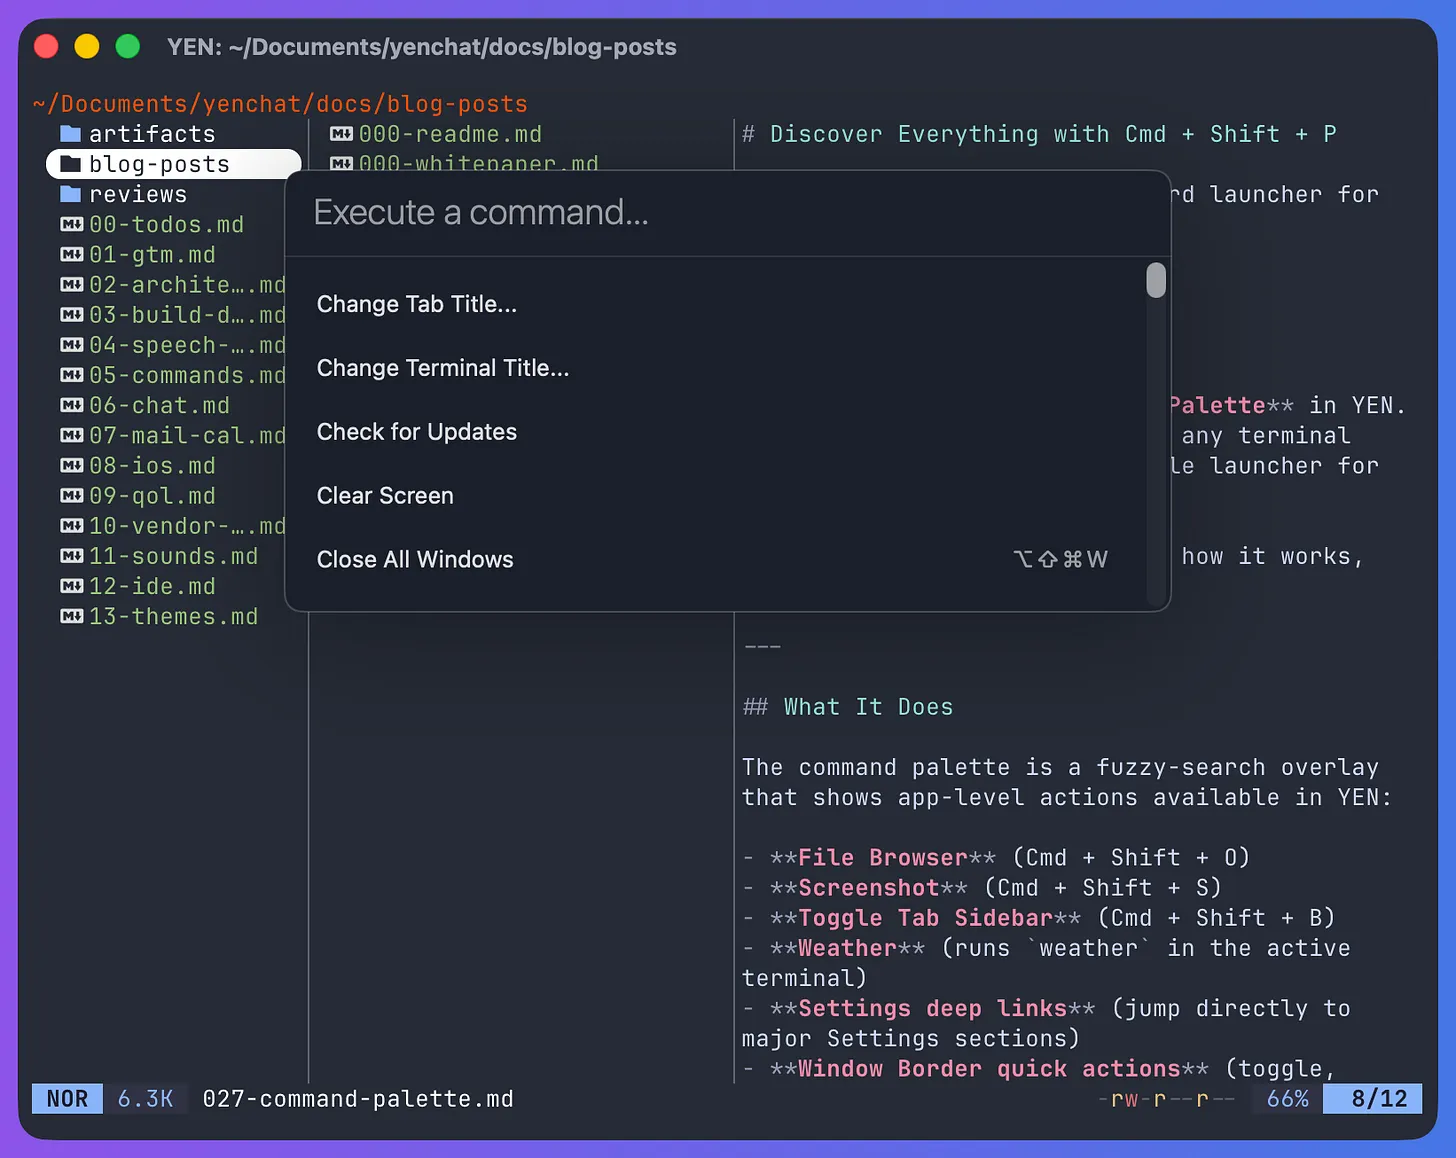 YEN: ~/Documents/yenchat/docs/blog-posts
~/Documents/yenchat/docs/blog-posts
artifacts
blog-posts
reviews
00-todos.md
01-gtm.md
02-archite….md
03-build-d….md
04-speech-….md
05-commands.md
06-chat.md
07-mail-cal.md
08-ios.md
09-qol.md
10-vendor-….md
11-sounds.md
12-ide.md
13-themes.md
000-readme.md
000-whitepaper.md
Execute a command...
Change Tab Title...
Change Terminal Title...
Check for Updates
Clear Screen
Close All Windows ⌥⇧⌘W
# Discover Everything with Cmd + Shift + P
launcher for
Palette** in YEN.
any terminal
launcher for
how it works,
---
## What It Does
The command palette is a fuzzy-search overlay
that shows app-level actions available in YEN:
- **File Browser** (Cmd + Shift + O)
- **Screenshot** (Cmd + Shift + S)
- **Toggle Tab Sidebar** (Cmd + Shift + B)
- **Weather** (runs `weather` in the active
terminal)
- **Settings deep links** (jump directly to
major Settings sections)
- **Window Border quick actions** (toggle,
NOR 6.3K 027-command-palette.md -rw-r--r-- 66% 8/12